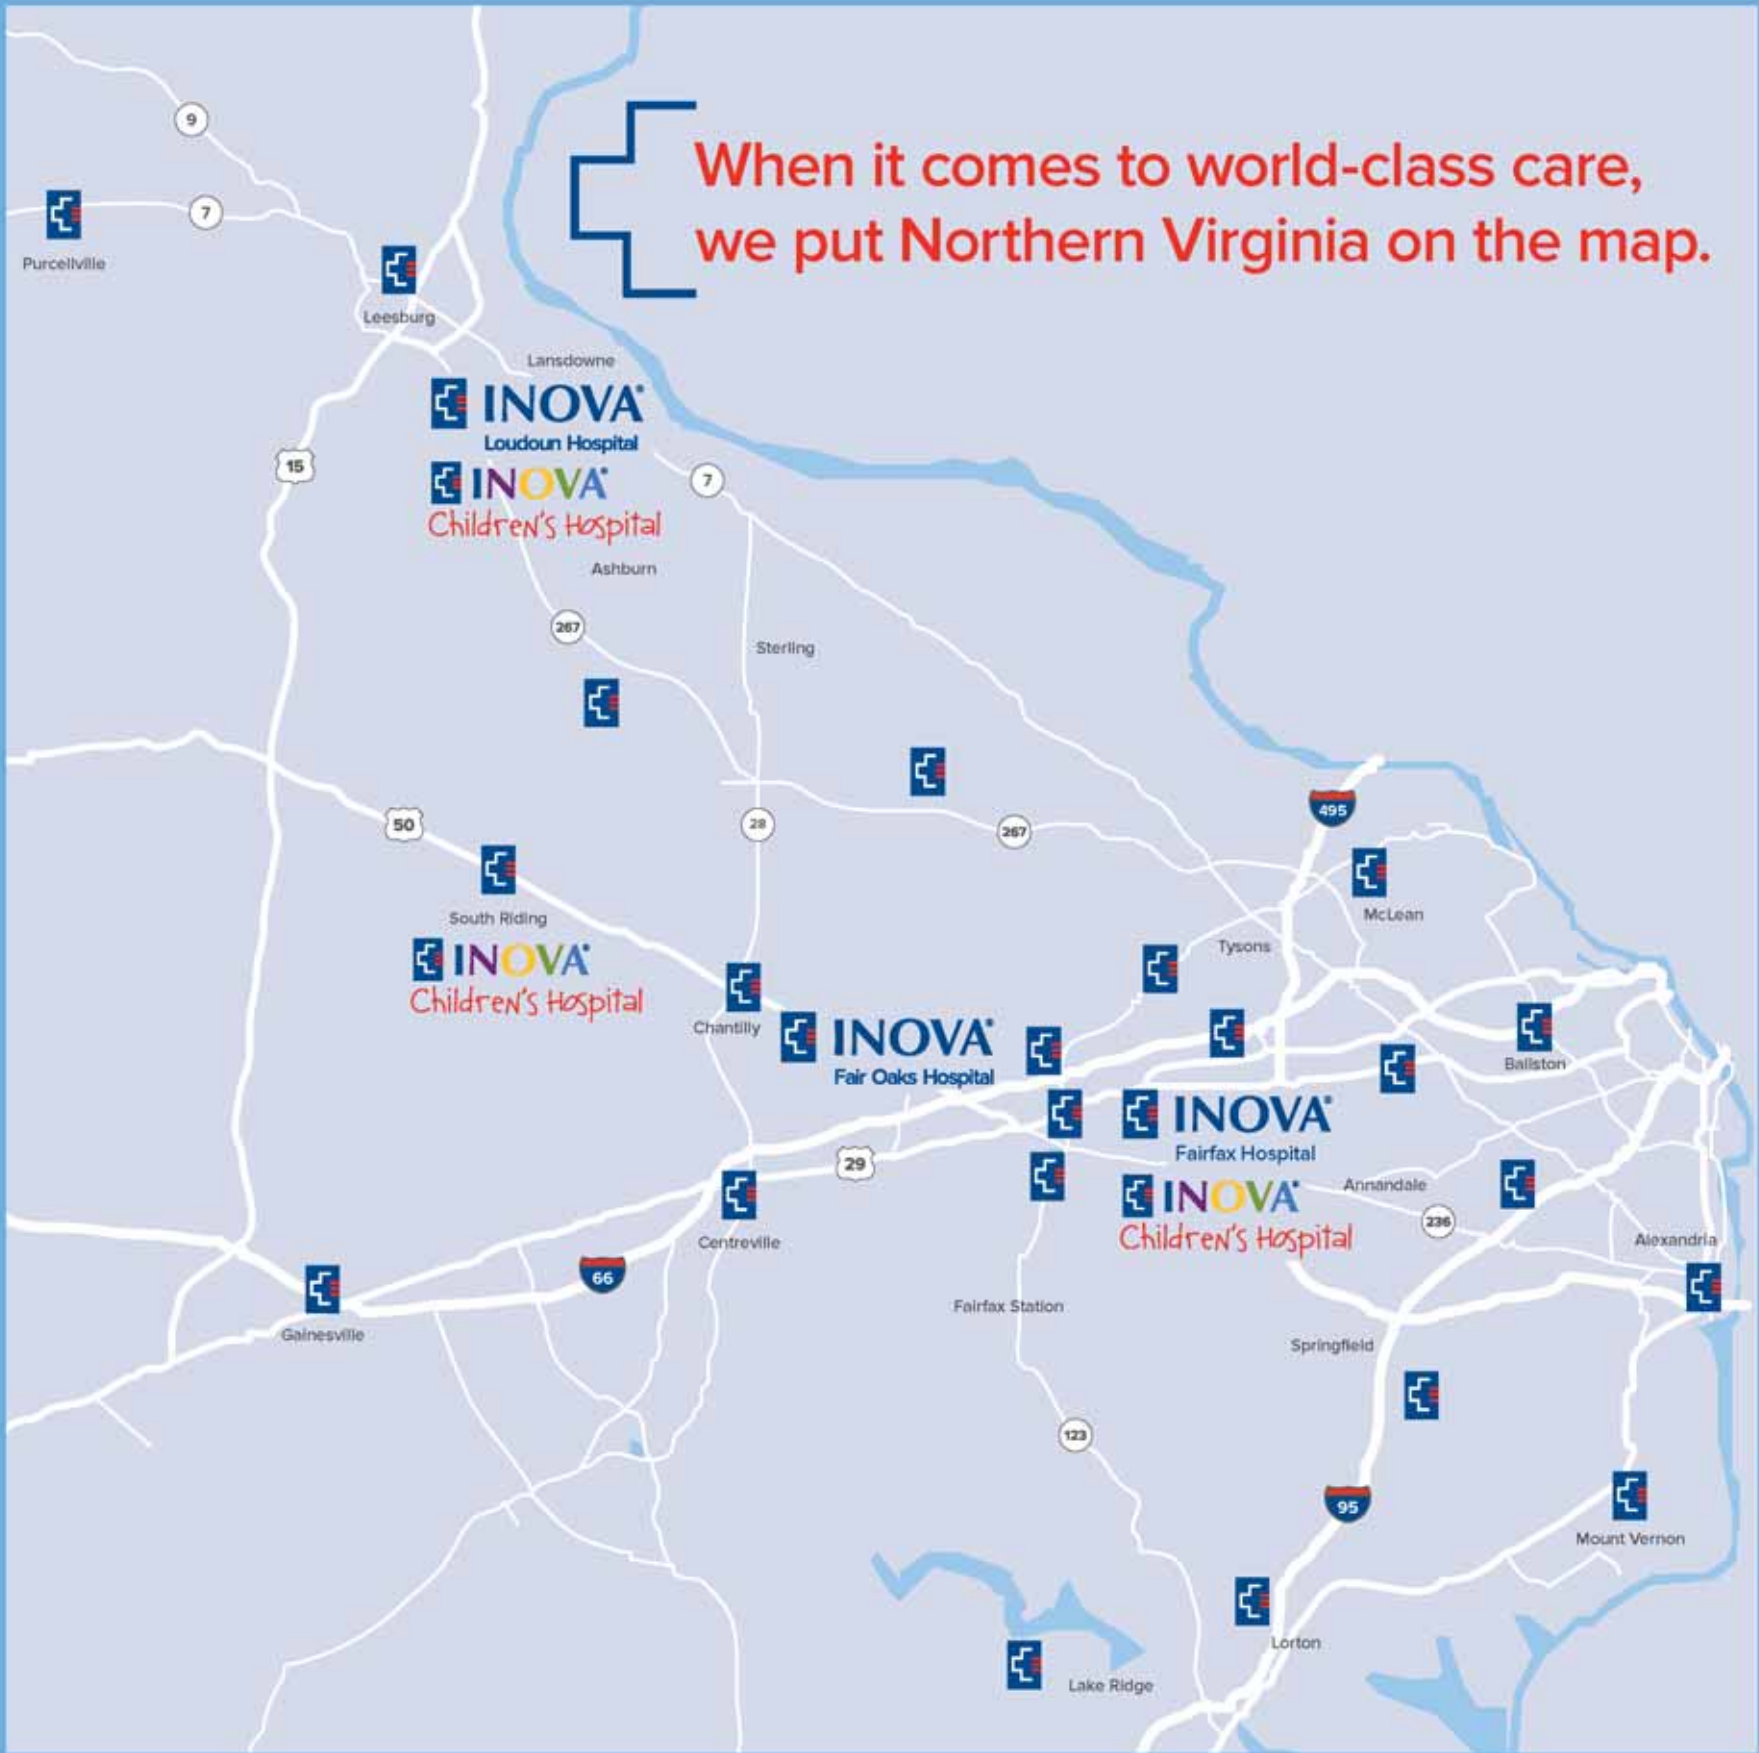 When it comes to world-class care,
we put Northern Virginia on the map.
9
7
Purcellville
Leesburg
Lansdowne
INOVA®
Loudoun Hospital
15
7
INOVA®
Children's Hospital
Ashburn
267
Sterling
50
28
267
495
South Riding
McLean
Tysons
INOVA®
Children's Hospital
Chantilly
INOVA®
Fair Oaks Hospital
Ballston
INOVA®
Fairfax Hospital
29
Annandale
INOVA®
Children's Hospital
236
Centreville
Alexandria
66
Fairfax Station
Gainesville
Springfield
123
95
Mount Vernon
Lorton
Lake Ridge